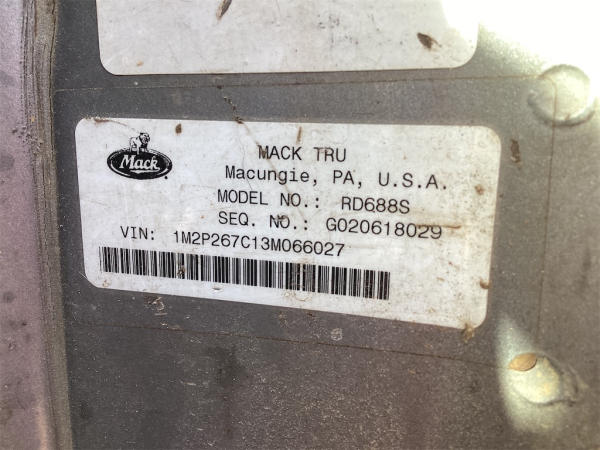 Mack
MACK TRU
Macungie, PA, U.S.A.
MODEL NO.: RD688S
SEQ. NO.: G020618029
VIN: 1M2P267C13M066027